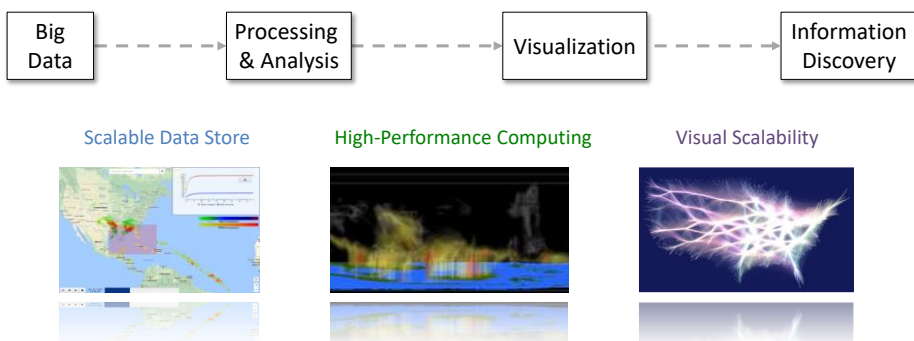 Big
Data
Processing
& Analysis
Visualization
Information
Discovery
Scalable Data Store
High-Performance Computing
Visual Scalability